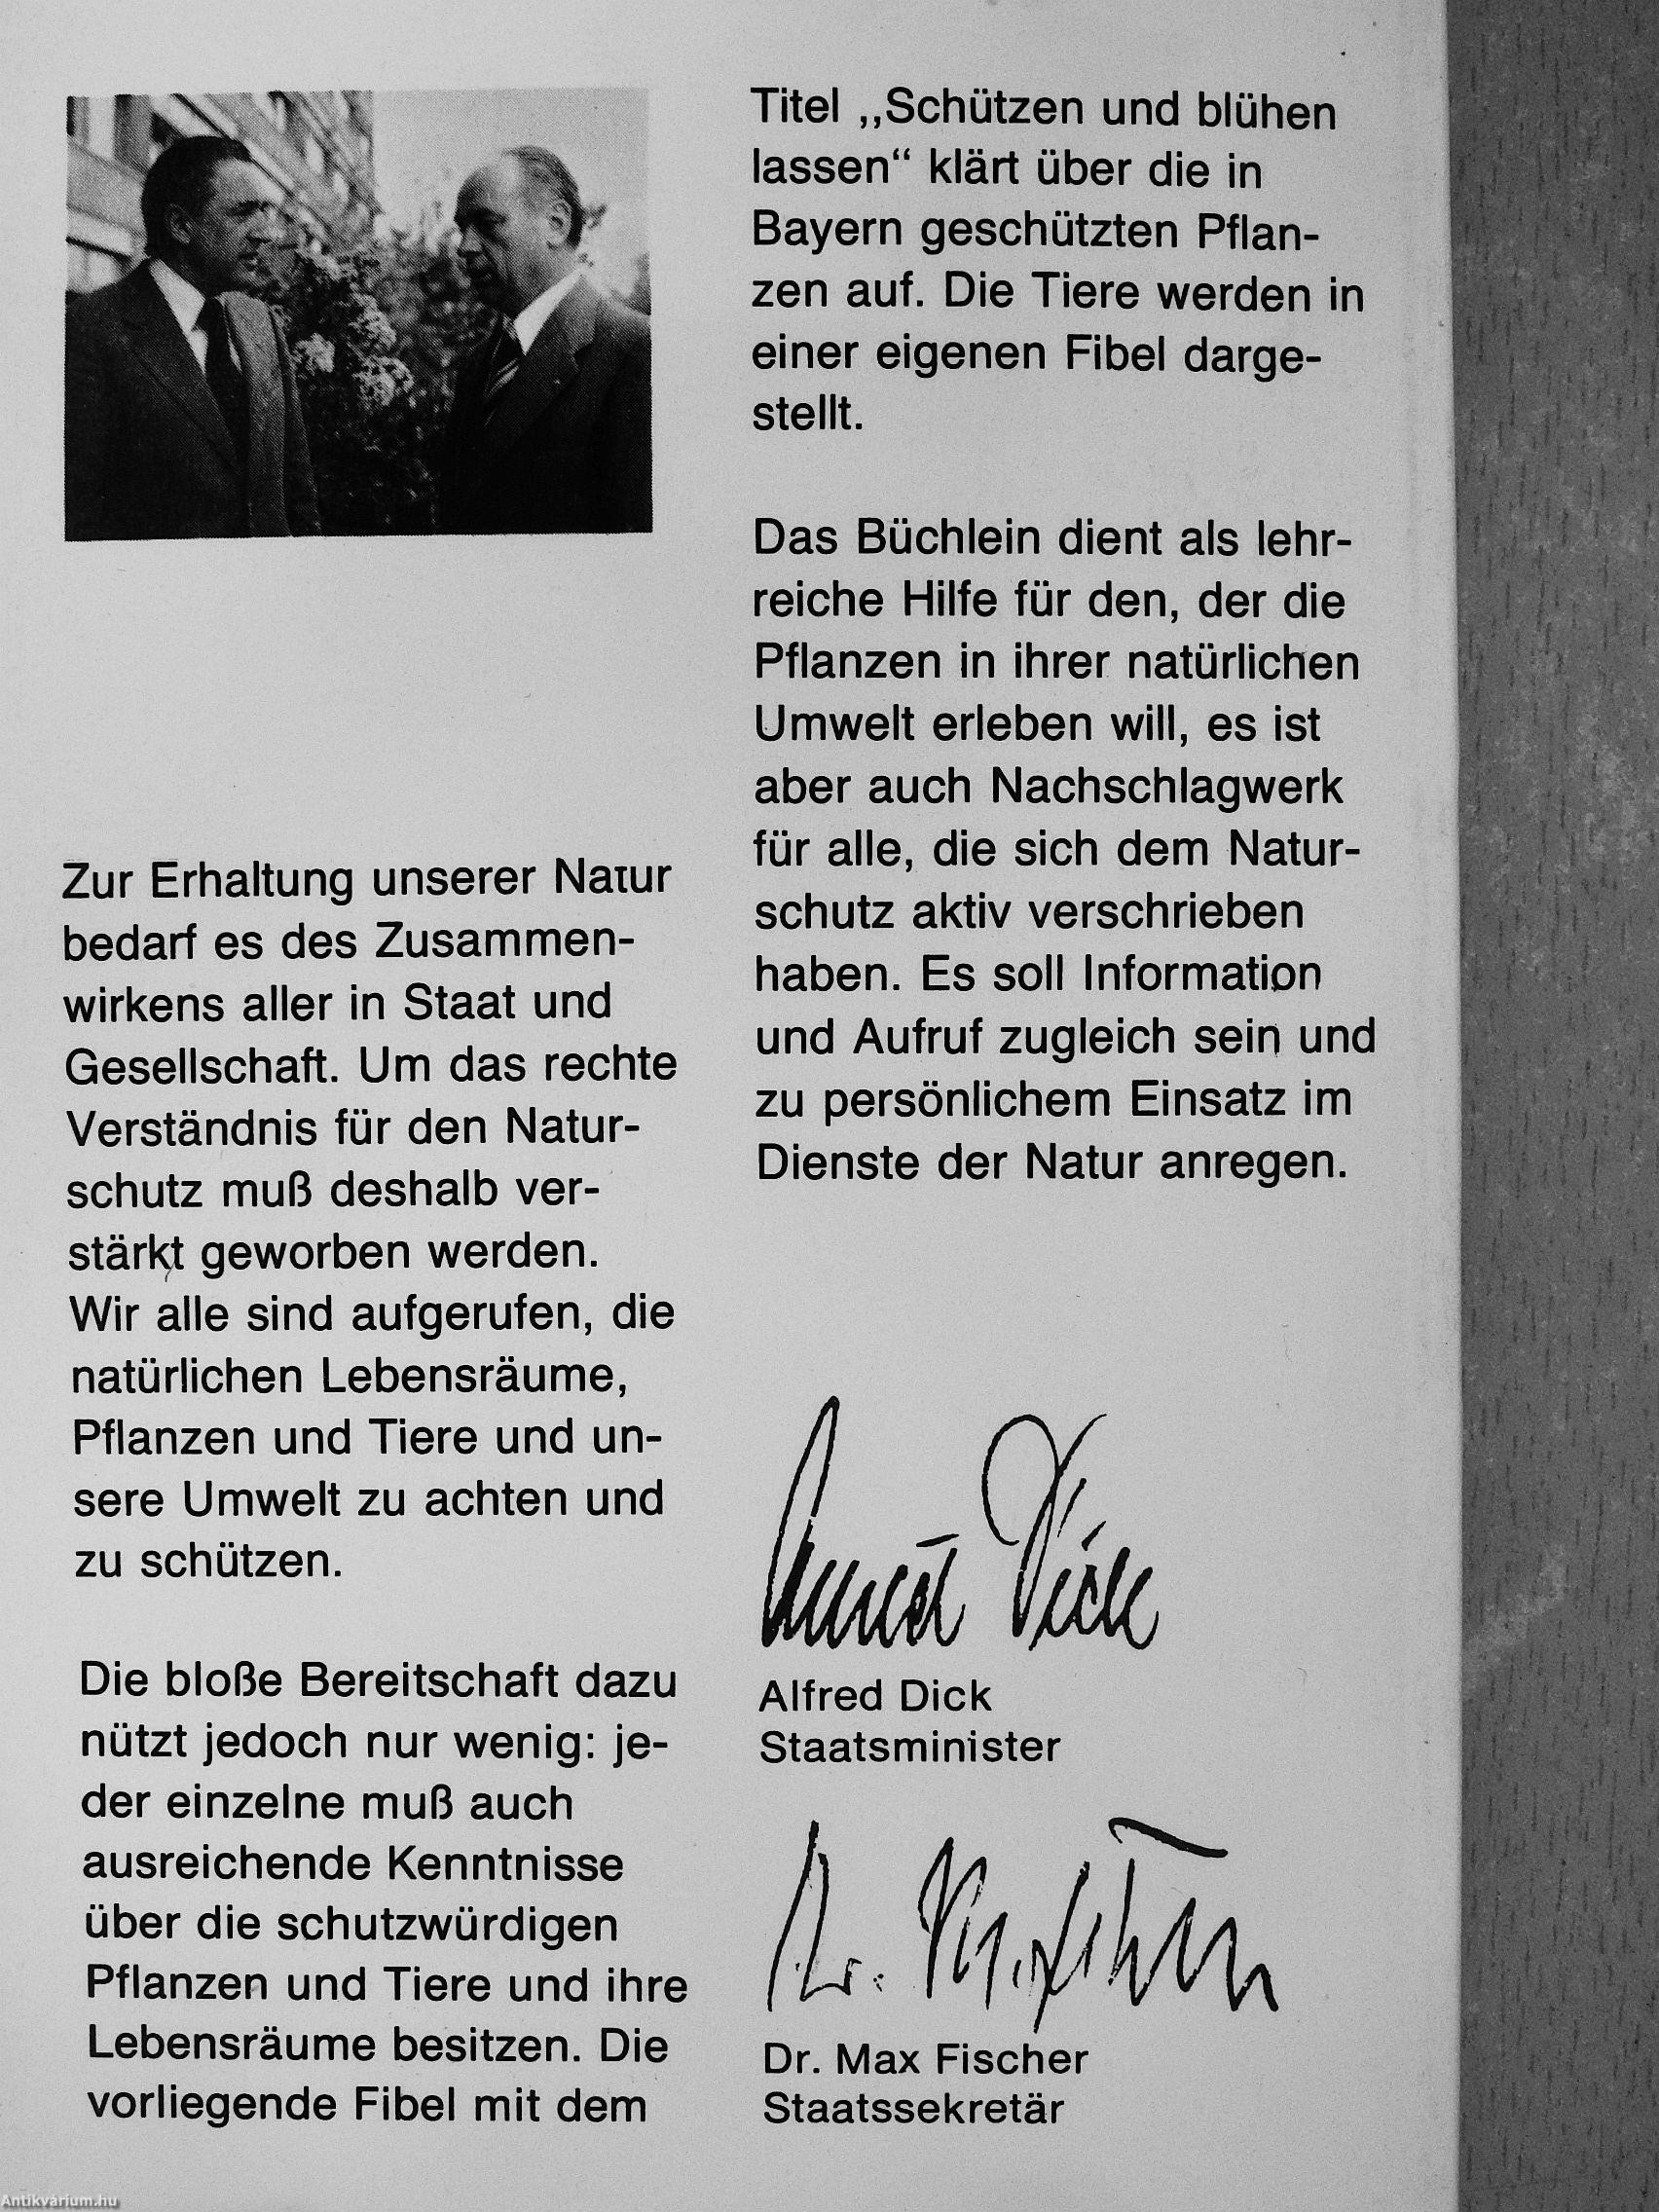 Zur Erhaltung unserer Natur
bedarf es des Zusammen-
wirkens aller in Staat und
Gesellschaft. Um das rechte
Verständnis für den Natur-
schutz muß deshalb ver-
stärkt geworben werden.
Wir alle sind aufgerufen, die
natürlichen Lebensräume,
Pflanzen und Tiere und un-
sere Umwelt zu achten und
zu schützen.
Die bloße Bereitschaft dazu
nützt jedoch nur wenig: je-
der einzelne muß auch
ausreichende Kenntnisse
über die schutzwürdigen
Pflanzen und Tiere und ihre
Lebensräume besitzen. Die
vorliegende Fibel mit dem
Titel „Schützen und blühen
lassen“ klärt über die in
Bayern geschützten Pflan-
zen auf. Die Tiere werden in
einer eigenen Fibel darge-
stellt.
Das Büchlein dient als lehr-
reiche Hilfe für den, der die
Pflanzen in ihrer natürlichen
Umwelt erleben will, es ist
aber auch Nachschlagwerk
für alle, die sich dem Natur-
schutz aktiv verschrieben
haben. Es soll Information
und Aufruf zugleich sein und
zu persönlichem Einsatz im
Dienste der Natur anregen.
Alfred Dick
Alfred Dick
Staatsminister
Dr. M. Fischer
Dr. Max Fischer
Staatssekretär
Antikvárium.hu